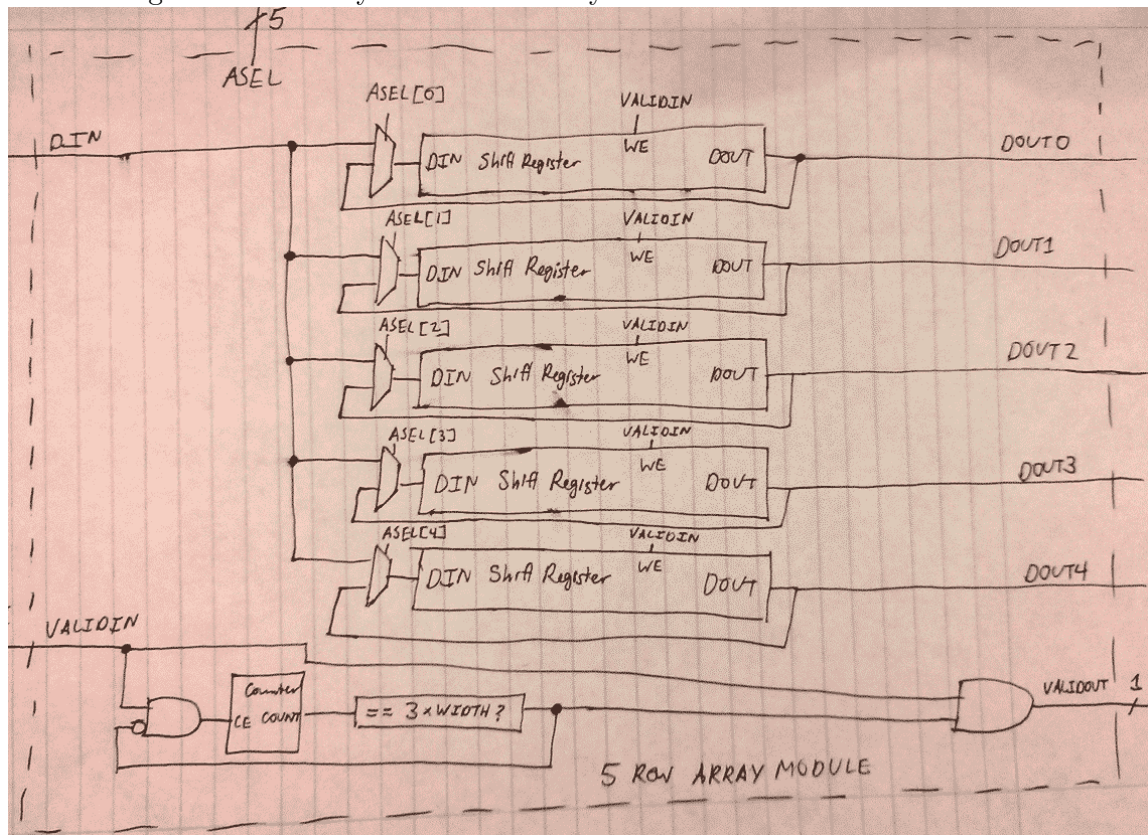 5
ASEL
ASEL[0]
VALIDIN
DIN
DIN Shift Register WE DOUT
DOUT0
ASEL[1]
VALIDIN
DIN Shift Register WE DOUT
DOUT1
ASEL[2]
VALIDIN
DIN Shift Register WE DOUT
DOUT2
ASEL[3]
VALIDIN
DIN Shift Register WE DOUT
DOUT3
ASEL[4]
VALIDIN
DIN Shift Register WE DOUT
DOUT4
VALIDIN
Counter
CE COUNT
== 3 x WIDTH?
VALIDOUT 1
5 ROW ARRAY MODULE